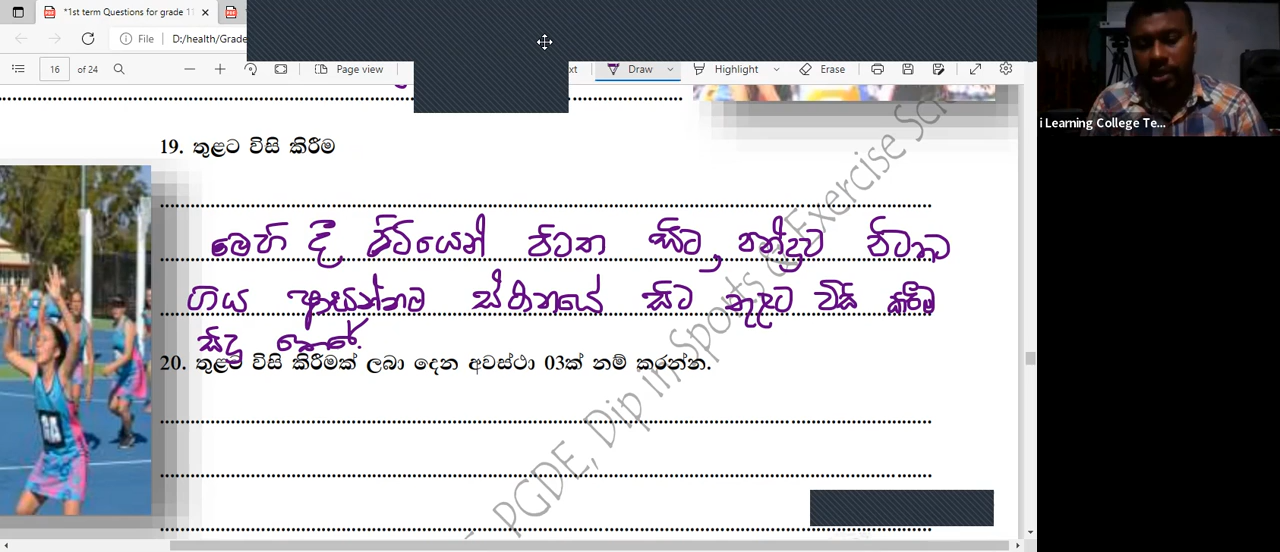 *1st term Questions for grade 11
File D:/health/Grade
16 of 24 Page view Draw Highlight Erase
i Learning College Te...
19. තුළට විසි කිරීම
මෙහි දී පිටියෙන් පිටත සිට, පන්දුව පිටතට
ගිය ආසන්නම ස්ථානයේ සිට තුළට විසි කිරීම
සිදු කෙරේ.
20. තුළට විසි කිරීමක් ලබා දෙන අවස්ථා 03ක් නම් කරන්න.
PGDE, Dip in Sports & Exercise
GA